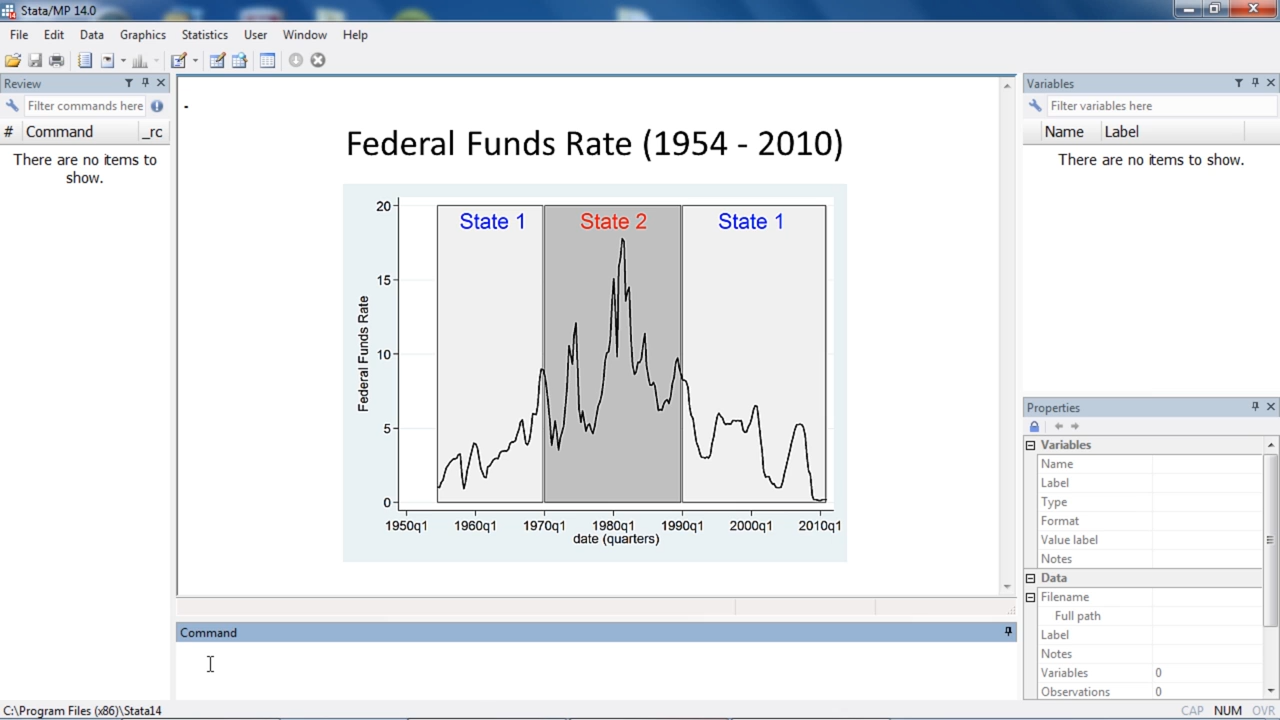 Stata/MP 14.0
File Edit Data Graphics Statistics User Window Help
Review
Filter commands here
# Command _rc
There are no items to
show.
.
Federal Funds Rate (1954 - 2010)
State 1 State 2 State 1
20
15
10
5
0
Federal Funds Rate
1950q1 1960q1 1970q1 1980q1 1990q1 2000q1 2010q1
date (quarters)
Command
Variables
Filter variables here
Name Label
There are no items to show.
Properties
Variables
Name
Label
Type
Format
Value label
Notes
Data
Filename
Full path
Label
Notes
Variables 0
Observations 0
C:\Program Files (x86)\Stata14
CAP NUM OVR